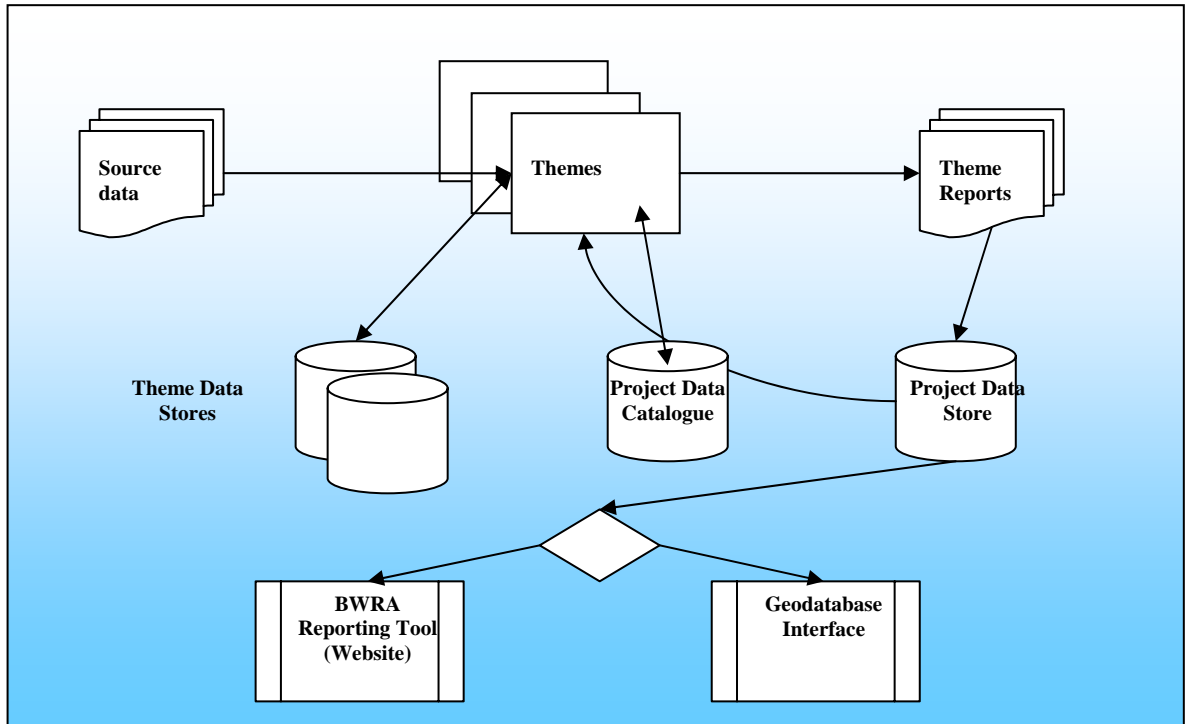 Source
data
Themes
Theme
Reports
Theme Data
Stores
Project Data
Catalogue
Project Data
Store
BWRA
Reporting Tool
(Website)
Geodatabase
Interface